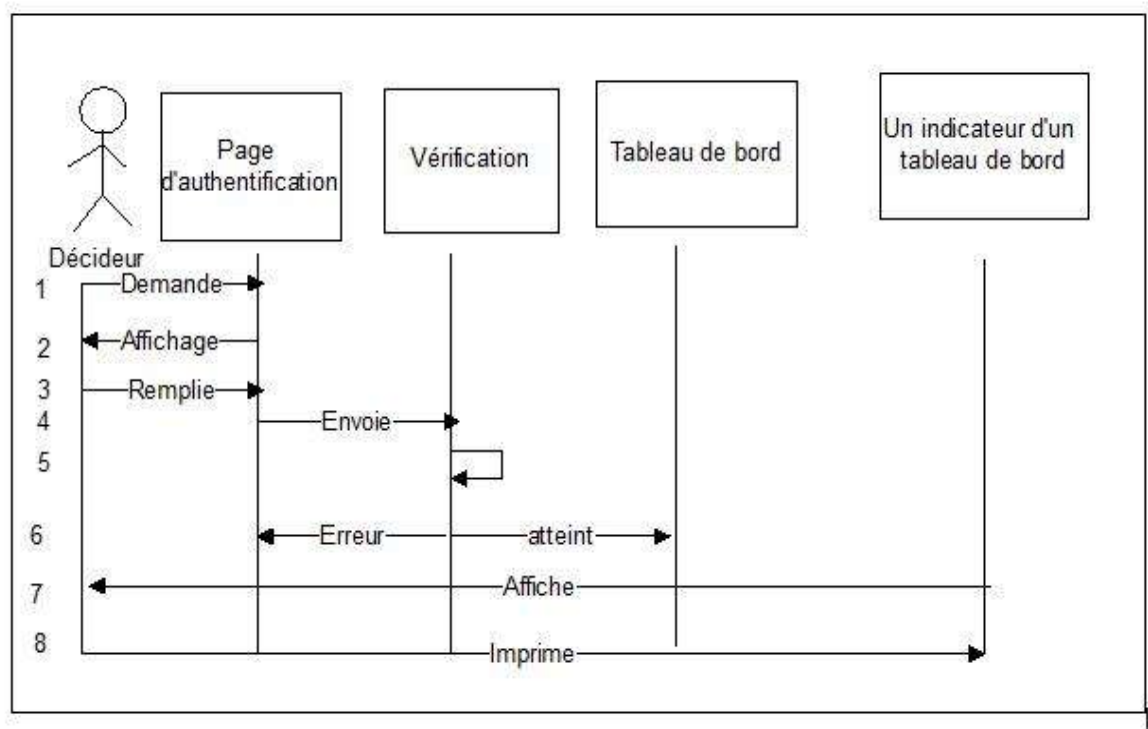 Page
d'authentification
Vérification
Tableau de bord
Un indicateur d'un
tableau de bord
Décideur
1 Demande
2 Affichage
3 Remplie
4 Envoie
5
6 Erreur atteint
7 Affiche
8 Imprime